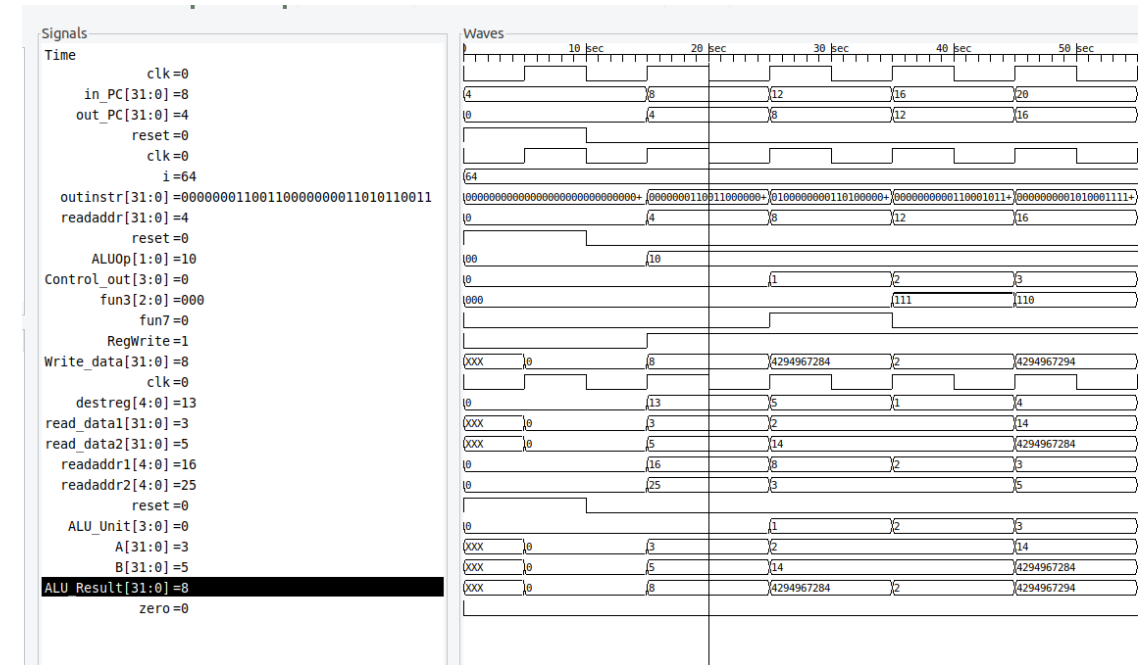 Signals
Waves
Time
10 sec 20 sec 30 sec 40 sec 50 sec
clk =0
in_PC[31:0] =8 4 8 12 16 20
out_PC[31:0] =4 0 4 8 12 16
reset =0
clk =0
i =64 64
outinstr[31:0] =00000001100110000000011010110011 00000000000000000000000000+ 000000011001100000+ 010000000011010000+ 000000000011000101+ 000000000101000111+
readaddr[31:0] =4 0 4 8 12 16
reset =0
ALUOp[1:0] =10 00 10
Control_out[3:0] =0 0 1 2 3
fun3[2:0] =000 000 111 110
fun7 =0
RegWrite =1
Write_data[31:0] =8 XXX 0 8 4294967284 2 4294967294
clk =0
destreg[4:0] =13 0 13 5 1 4
read_data1[31:0] =3 XXX 0 3 2 14
read_data2[31:0] =5 XXX 0 5 14 4294967284
readaddr1[4:0] =16 0 16 8 2 3
readaddr2[4:0] =25 0 25 3 5
reset =0
ALU_Unit[3:0] =0 0 1 2 3
A[31:0] =3 XXX 0 3 2 14
B[31:0] =5 XXX 0 5 14 4294967284
ALU_Result[31:0] =8 XXX 0 8 4294967284 2 4294967294
zero =0